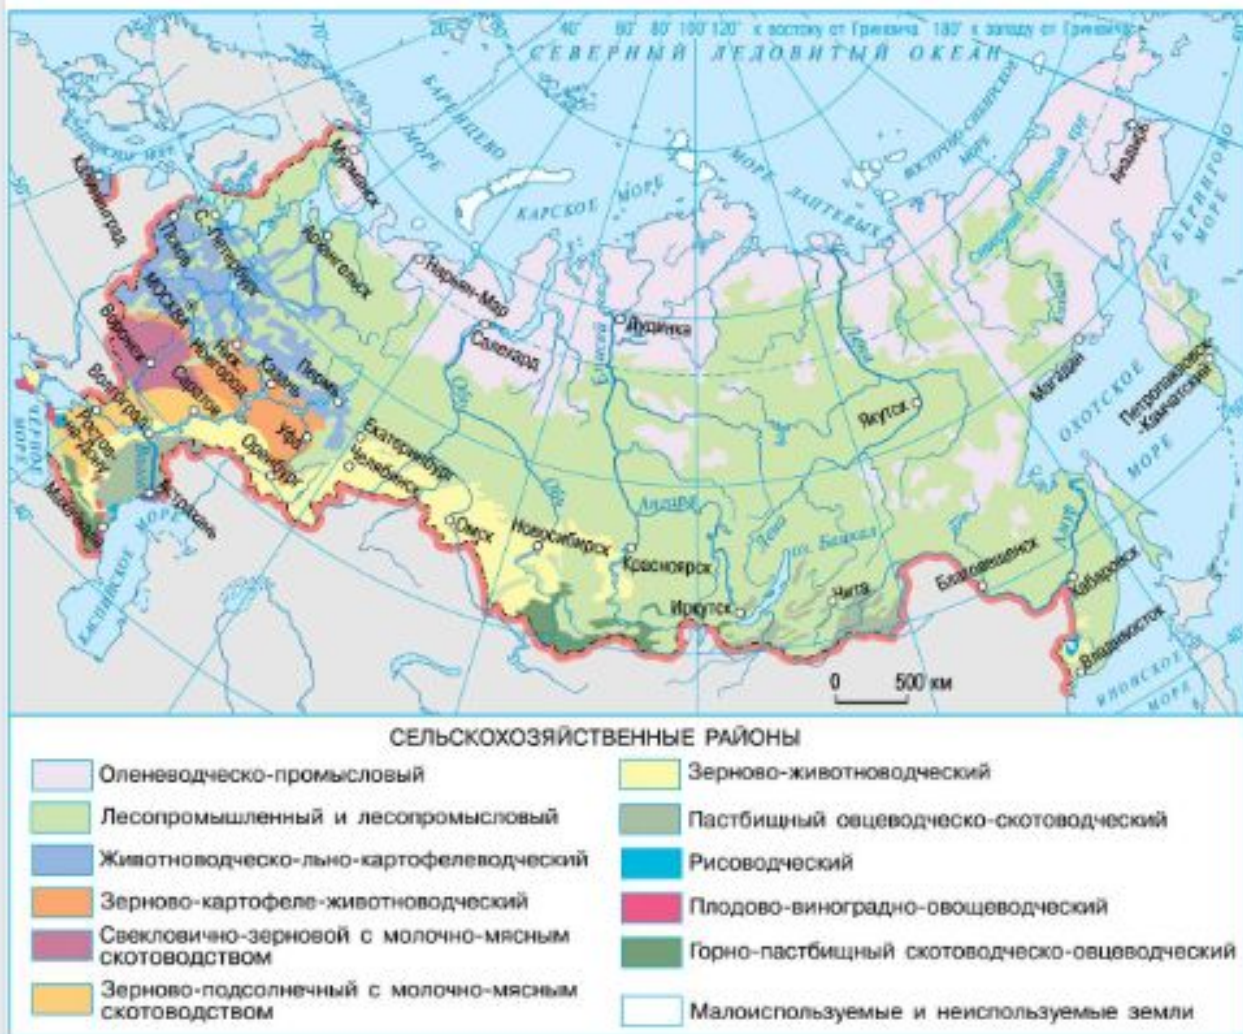 20° 40° 60° 80° 100° 120° к востоку от Гринвича 180° к западу от Гринвича
СЕВЕРНЫЙ ЛЕДОВИТЫЙ ОКЕАН
БАРЕНЦЕВО МОРЕ
КАРСКОЕ МОРЕ
МОРЕ ЛАПТЕВЫХ
МОРЕ
БЕРИНГОВО МОРЕ
Северный Полярный круг
Анадырь
Калининград
Мурманск
С.-Петербург
Псков
Архангельск
Нарьян-Мар
Салехард
Дудинка
МОСКВА
Воронеж
Ниж. Новгород
Казань
Пермь
Саратов
Волгоград
Ростов-на-Дону
Уфа
Оренбург
Екатеринбург
Челябинск
Астрахань
Махачкала
ЧЕРНОЕ МОРЕ
КАСПИЙСКОЕ МОРЕ
Волга
Обь
Енисей
Лена
Колыма
Якутск
Магадан
Петропавловск-Камчатский
ОХОТСКОЕ МОРЕ
Омск
Новосибирск
Красноярск
Ангара
Лена
оз. Байкал
Иркутск
Чита
Благовещенск
Амур
Хабаровск
Владивосток
ЯПОНСКОЕ МОРЕ
0 500 км
СЕЛЬСКОХОЗЯЙСТВЕННЫЕ РАЙОНЫ
Оленеводческо-промысловый
Лесопромышленный и лесопромысловый
Животноводческо-льно-картофелеводческий
Зерново-картофеле-животноводческий
Свекловично-зерновой с молочно-мясным
скотоводством
Зерново-подсолнечный с молочно-мясным
скотоводством
Зерново-животноводческий
Пастбищный овцеводческо-скотоводческий
Рисоводческий
Плодово-виноградно-овощеводческий
Горно-пастбищный скотоводческо-овцеводческий
Малоиспользуемые и неиспользуемые земли